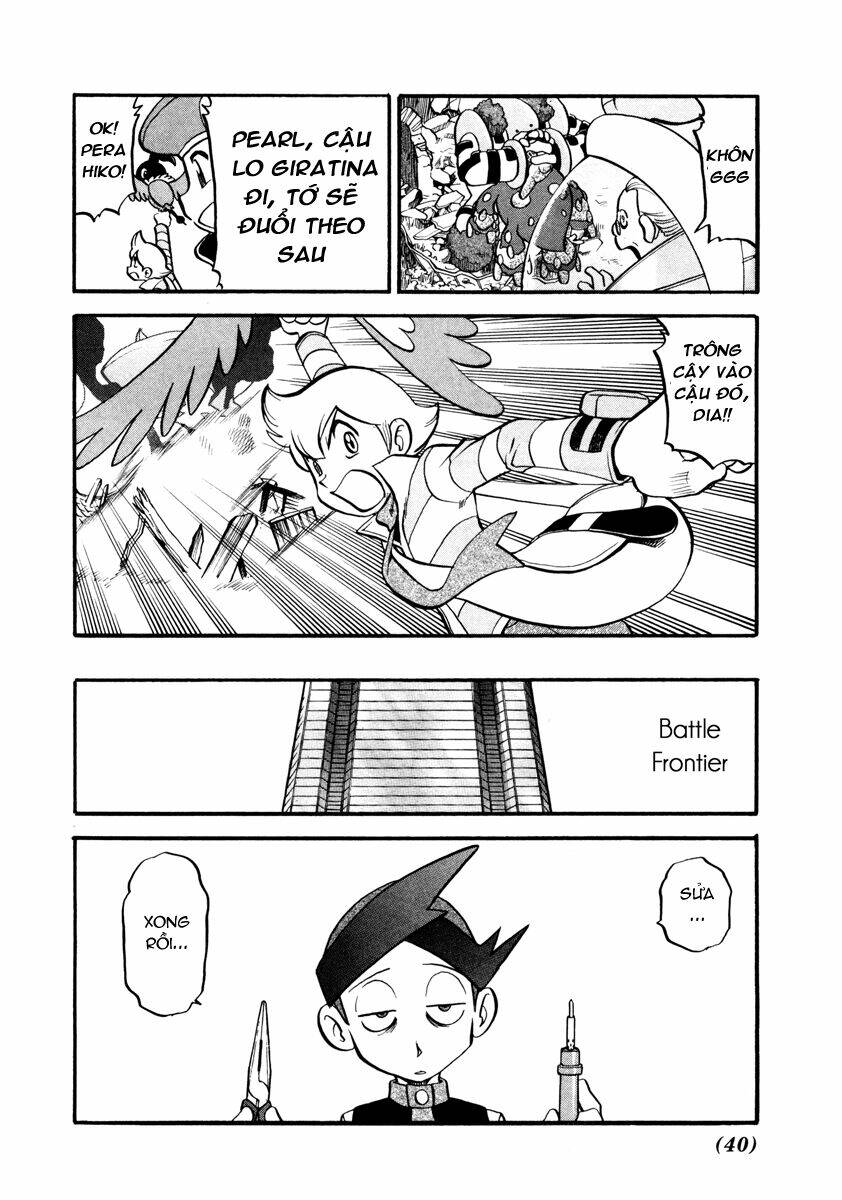 KHÔN
GGG
PEARL, CẬU
LO GIRATINA
ĐI, TỚ SẼ
ĐUỔI THEO
SAU
OK!
PERA
HIKO!
TRÔNG
CẬY VÀO
CẬU ĐÓ,
DIA!!
Battle
Frontier
SỬA
...
XONG
RỒI...
(40)